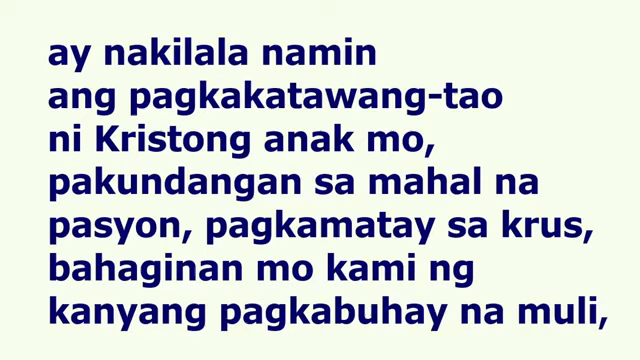 ay nakilala namin
ang pagkakatawang-tao
ni Kristong anak mo,
pakundangan sa mahal na
pasyon, pagkamatay sa krus,
bahaginan mo kami ng
kanyang pagkabuhay na muli,